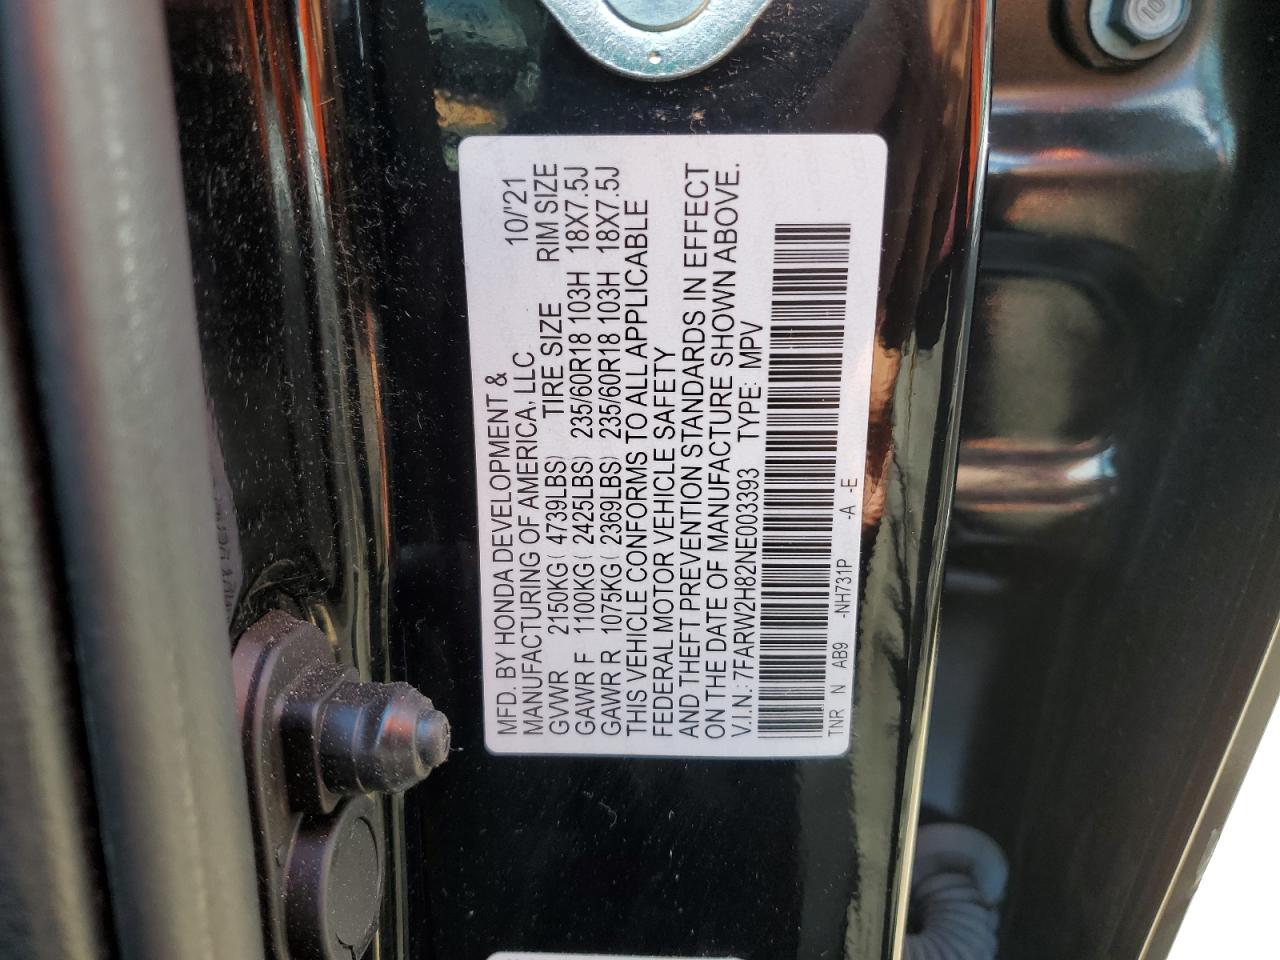 MFD. BY HONDA DEVELOPMENT &
MANUFACTURING OF AMERICA, LLC 10/'21
GVWR 2150KG ( 4739LBS) TIRE SIZE RIM SIZE
GAWR F 1100KG ( 2425LBS) 235/60R18 103H 18X7.5J
GAWR R 1075KG ( 2369LBS) 235/60R18 103H 18X7.5J
THIS VEHICLE CONFORMS TO ALL APPLICABLE
FEDERAL MOTOR VEHICLE SAFETY
AND THEFT PREVENTION STANDARDS IN EFFECT
ON THE DATE OF MANUFACTURE SHOWN ABOVE.
V.I.N.: 7FARW2H82NE003393 TYPE: MPV
TNR N AB9 -NH731P -A -E
10